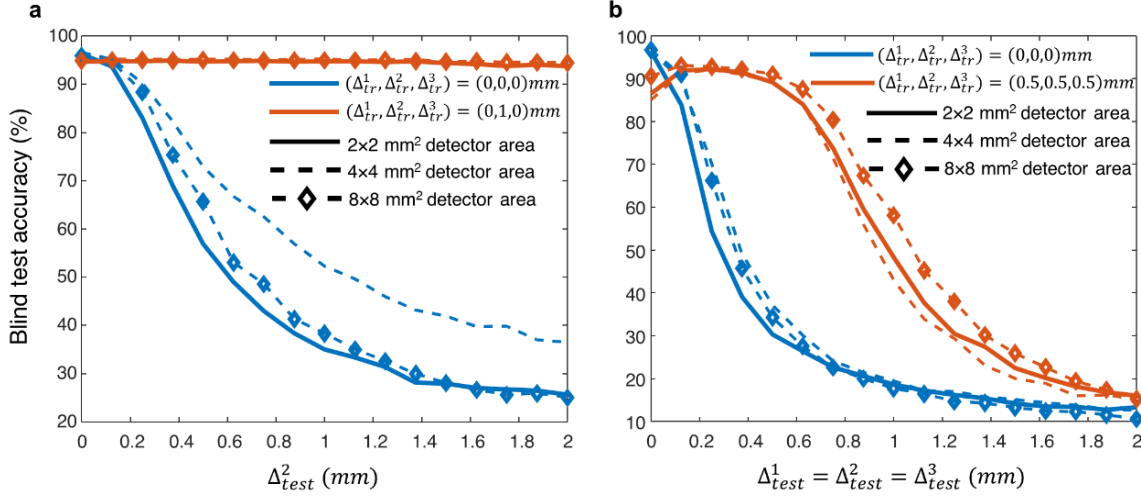 a
Blind test accuracy (%)
100
90
80
70
60
50
40
30
20
(Δ¹tr, Δ²tr, Δ³tr) = (0,0,0)mm
(Δ¹tr, Δ²tr, Δ³tr) = (0,1,0)mm
2×2 mm² detector area
4×4 mm² detector area
8×8 mm² detector area
0 0.2 0.4 0.6 0.8 1 1.2 1.4 1.6 1.8 2
Δ²test (mm)
b
100
90
80
70
60
50
40
30
20
10
(Δ¹tr, Δ²tr, Δ³tr) = (0,0,0)mm
(Δ¹tr, Δ²tr, Δ³tr) = (0.5,0.5,0.5)mm
2×2 mm² detector area
4×4 mm² detector area
8×8 mm² detector area
0 0.2 0.4 0.6 0.8 1 1.2 1.4 1.6 1.8 2
Δ¹test = Δ²test = Δ³test (mm)